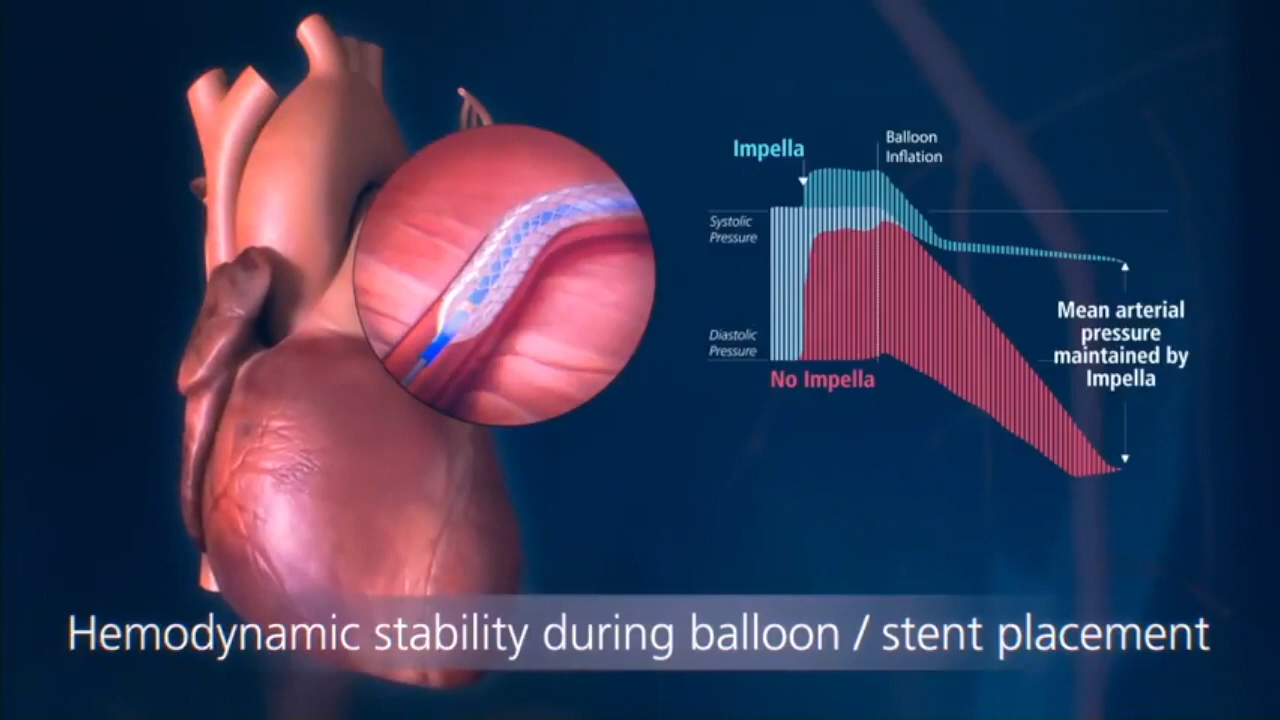 Impella
Balloon
Inflation
Systolic
Pressure
Diastolic
Pressure
No Impella
Mean arterial
pressure
maintained by
Impella
Hemodynamic stability during balloon / stent placement